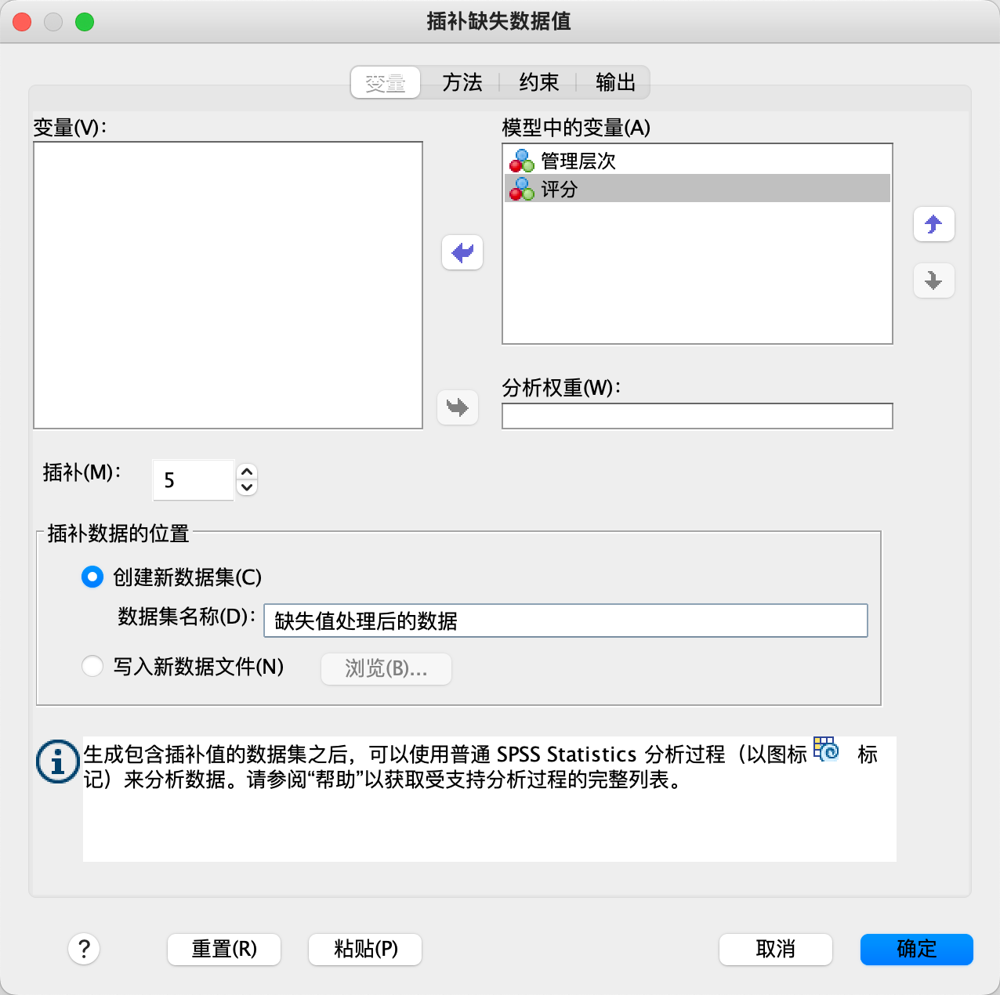 插补缺失数据值
变量 方法 约束 输出
变量(V):
模型中的变量(A)
管理层次
评分
分析权重(W):
插补(M): 5
插补数据的位置
创建新数据集(C)
数据集名称(D): 缺失值处理后的数据
写入新数据文件(N) 浏览(B)...
生成包含插补值的数据集之后，可以使用普通 SPSS Statistics 分析过程（以图标 标
记）来分析数据。请参阅“帮助”以获取受支持分析过程的完整列表。
? 重置(R) 粘贴(P) 取消 确定